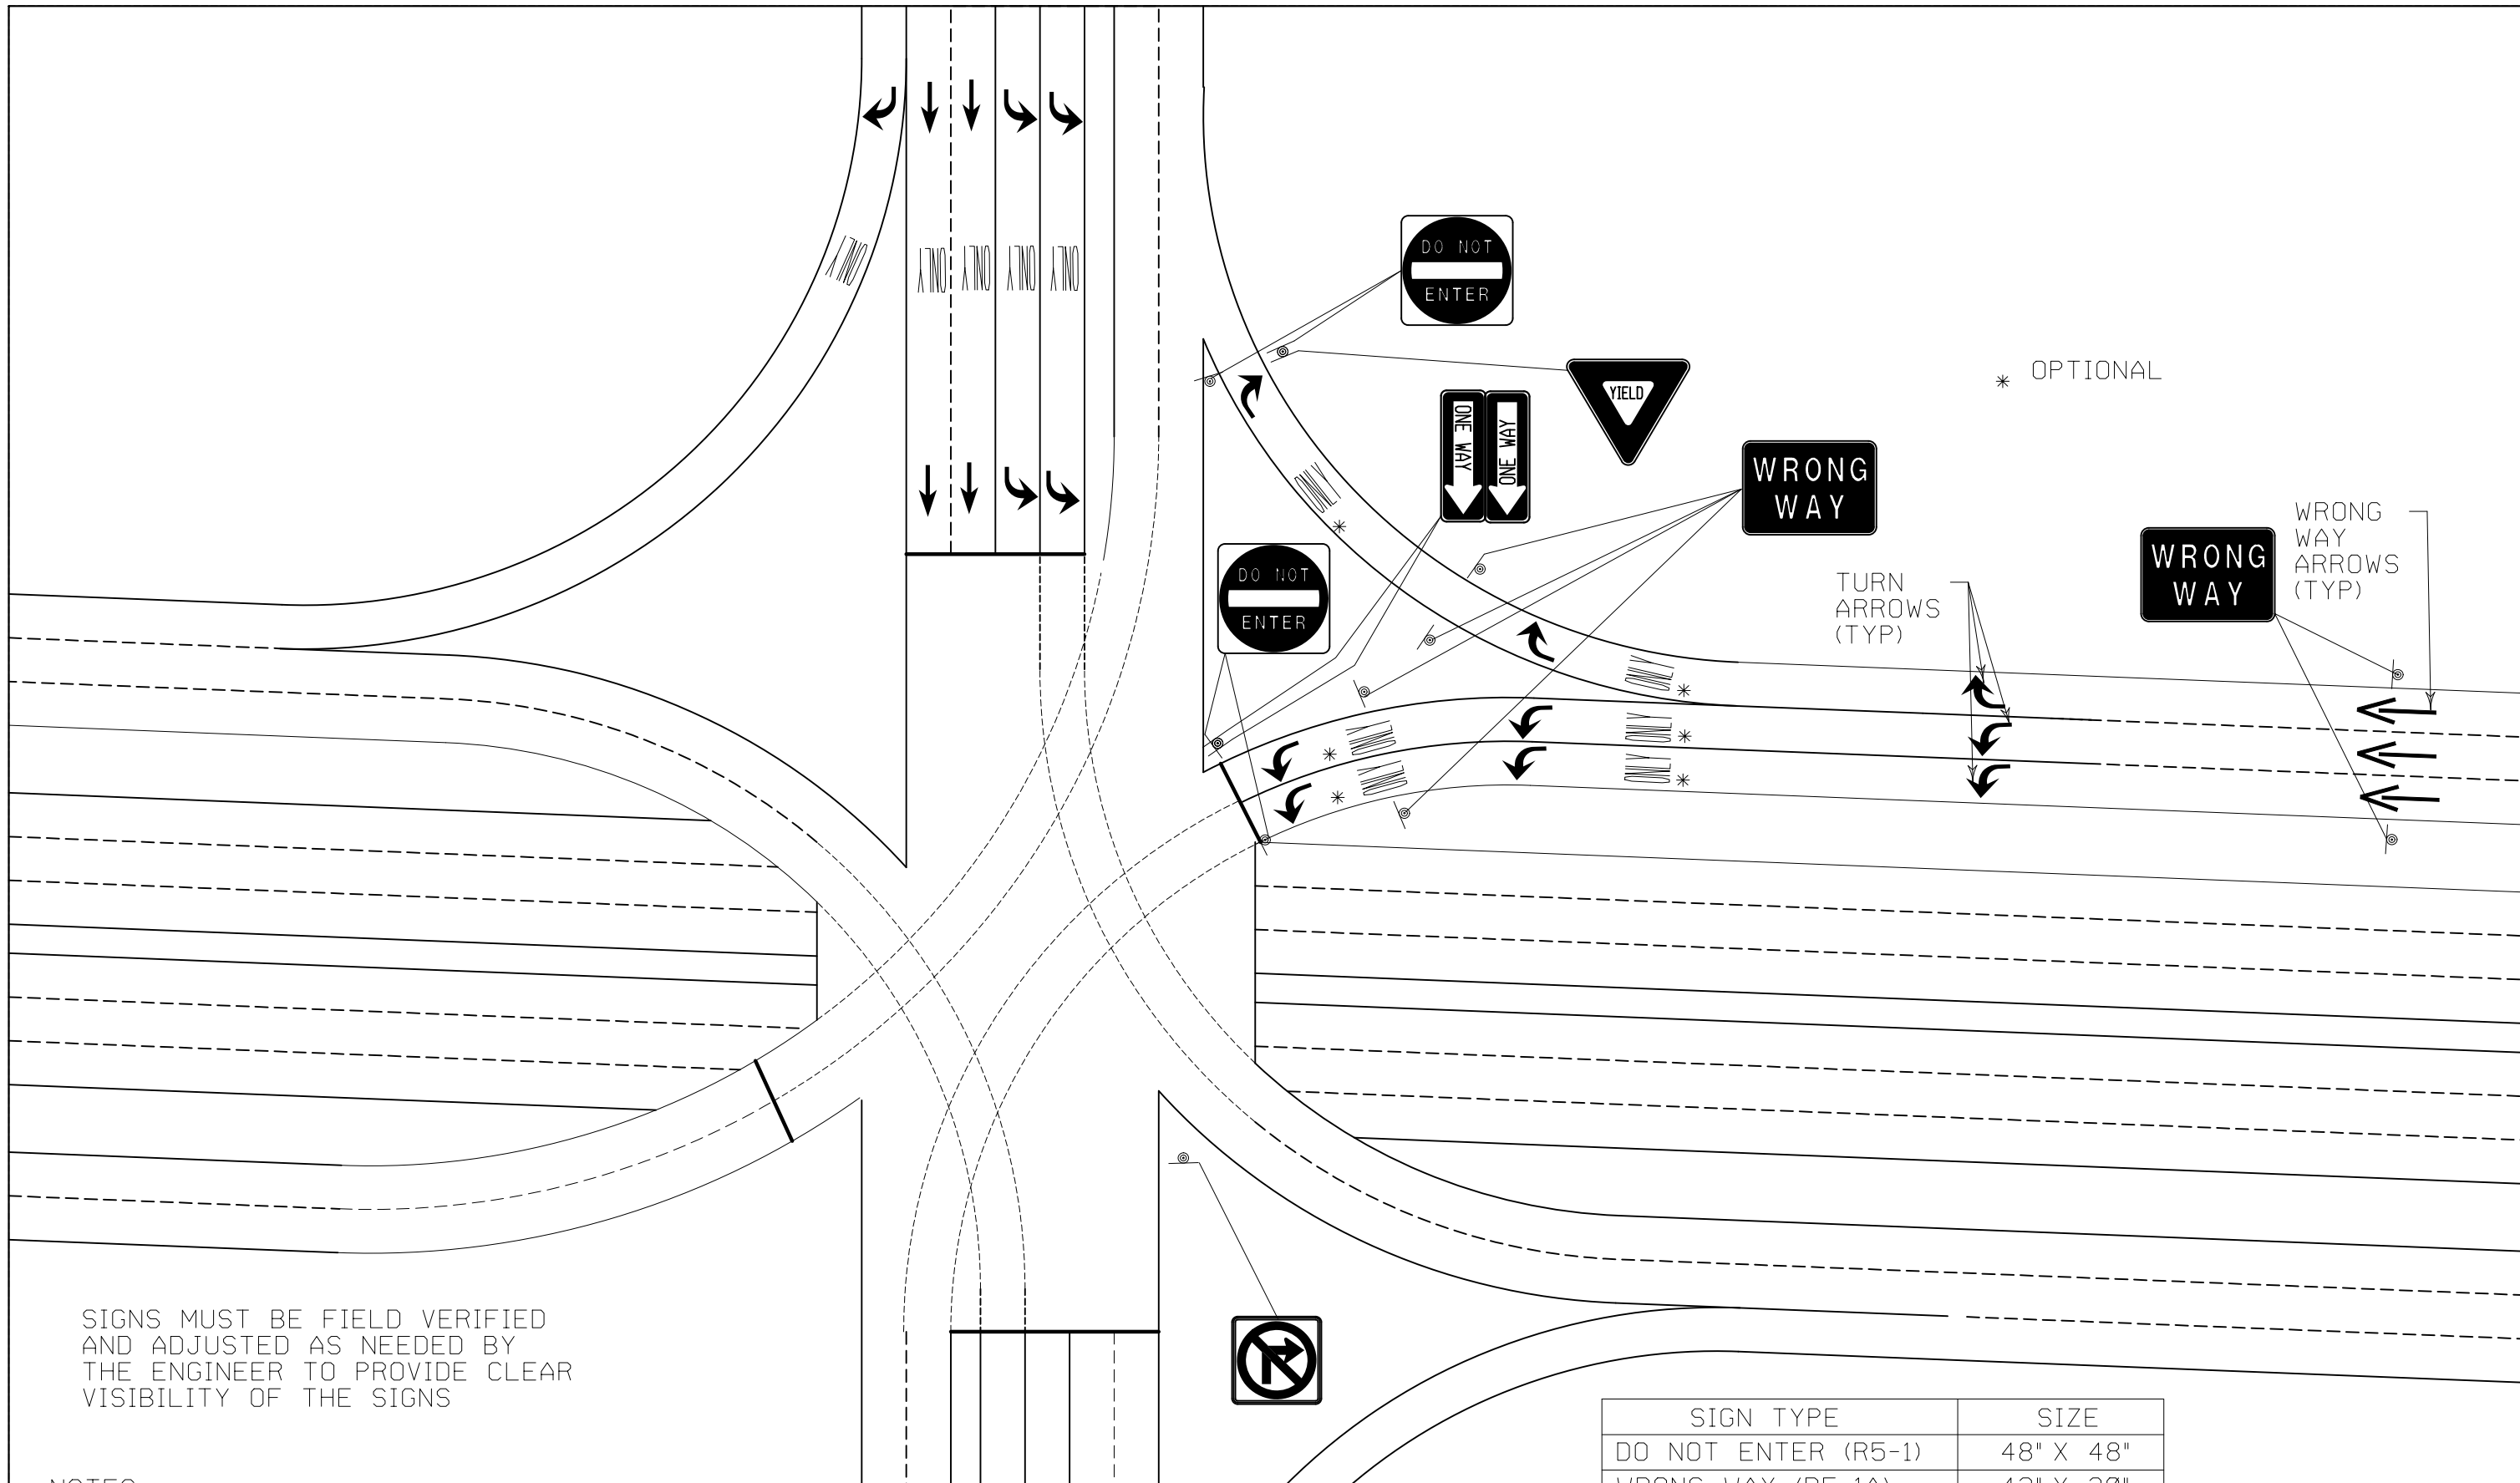 ONLY
ONLY
ONLY
ONLY
ONLY
DO NOT
ENTER
YIELD
* OPTIONAL
ONE WAY
ONE WAY
WRONG
WAY
ONLY
*
DO NOT
ENTER
WRONG
WAY
WRONG
WAY
ARROWS
(TYP)
TURN
ARROWS
(TYP)
ONLY *
ONLY *
ONLY *
* ONLY
* ONLY
SIGNS MUST BE FIELD VERIFIED
AND ADJUSTED AS NEEDED BY
THE ENGINEER TO PROVIDE CLEAR
VISIBILITY OF THE SIGNS
SIGN TYPE SIZE
DO NOT ENTER (R5-1) 48" X 48"